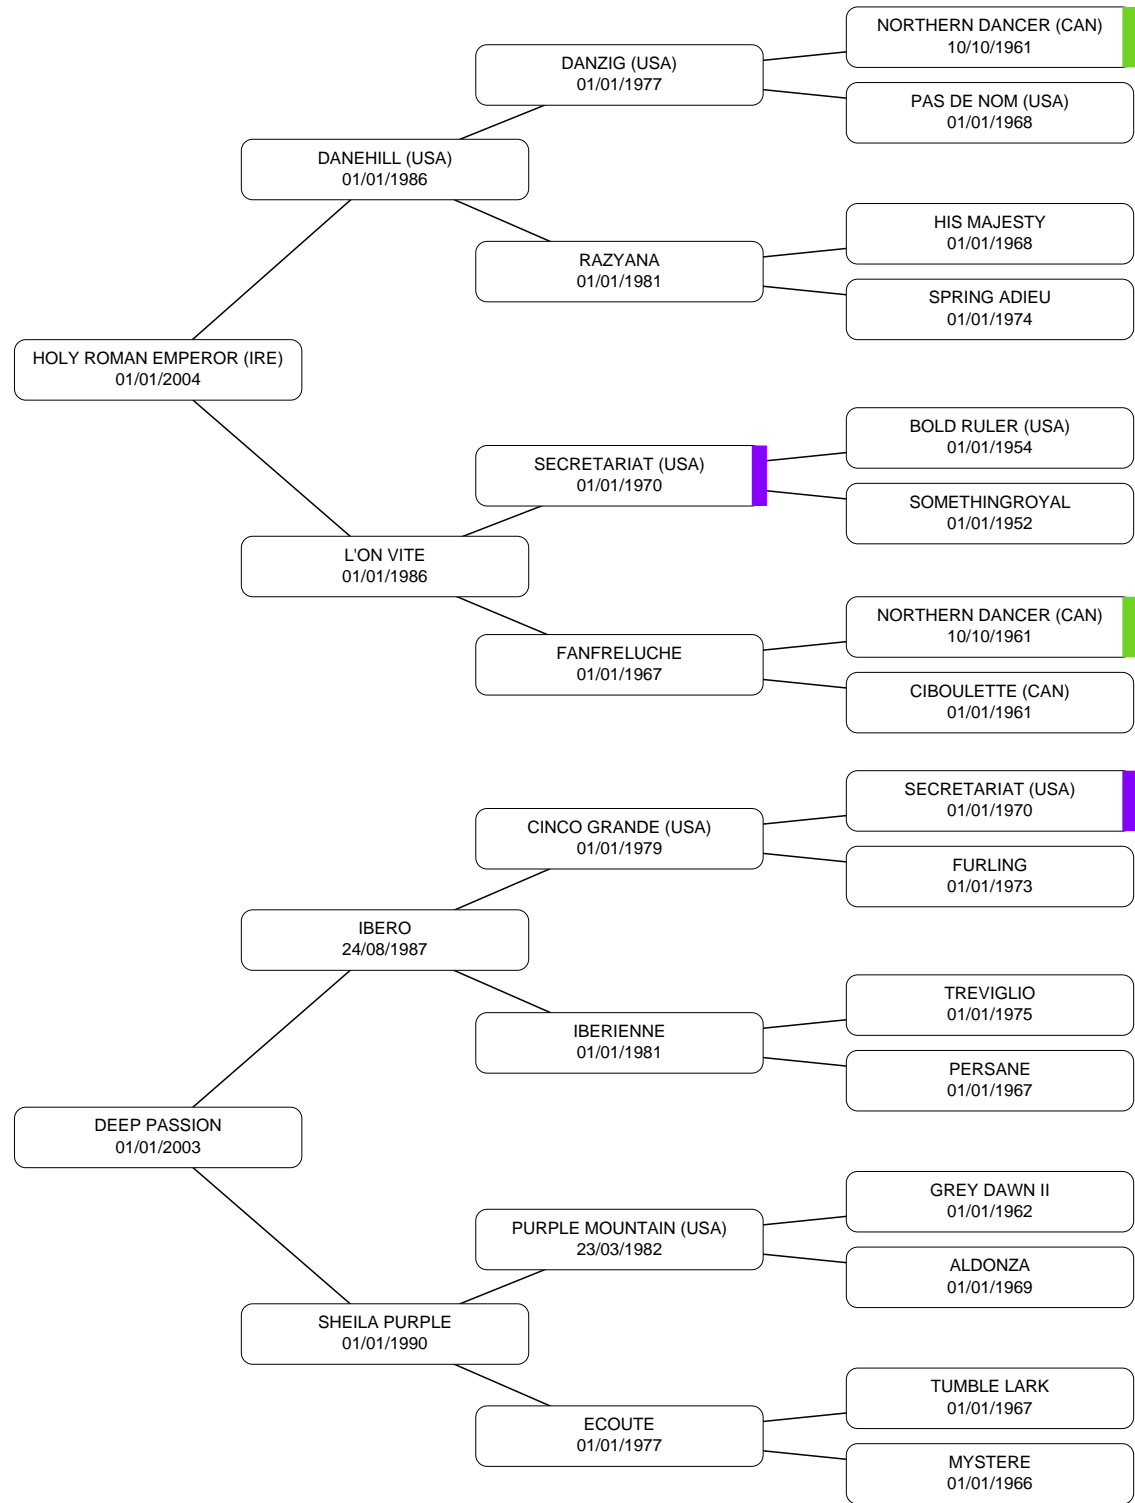 NORTHERN DANCER (CAN)
10/10/1961
DANZIG (USA)
01/01/1977
PAS DE NOM (USA)
01/01/1968
DANEHILL (USA)
01/01/1986
HIS MAJESTY
01/01/1968
RAZYANA
01/01/1981
SPRING ADIEU
01/01/1974
HOLY ROMAN EMPEROR (IRE)
01/01/2004
BOLD RULER (USA)
01/01/1954
SECRETARIAT (USA)
01/01/1970
SOMETHINGROYAL
01/01/1952
L'ON VITE
01/01/1986
NORTHERN DANCER (CAN)
10/10/1961
FANFRELUCHE
01/01/1967
CIBOULETTE (CAN)
01/01/1961
SECRETARIAT (USA)
01/01/1970
CINCO GRANDE (USA)
01/01/1979
FURLING
01/01/1973
IBERO
24/08/1987
TREVIGLIO
01/01/1975
IBERIENNE
01/01/1981
PERSANE
01/01/1967
DEEP PASSION
01/01/2003
GREY DAWN II
01/01/1962
PURPLE MOUNTAIN (USA)
23/03/1982
ALDONZA
01/01/1969
SHEILA PURPLE
01/01/1990
TUMBLE LARK
01/01/1967
ECOUTE
01/01/1977
MYSTERE
01/01/1966